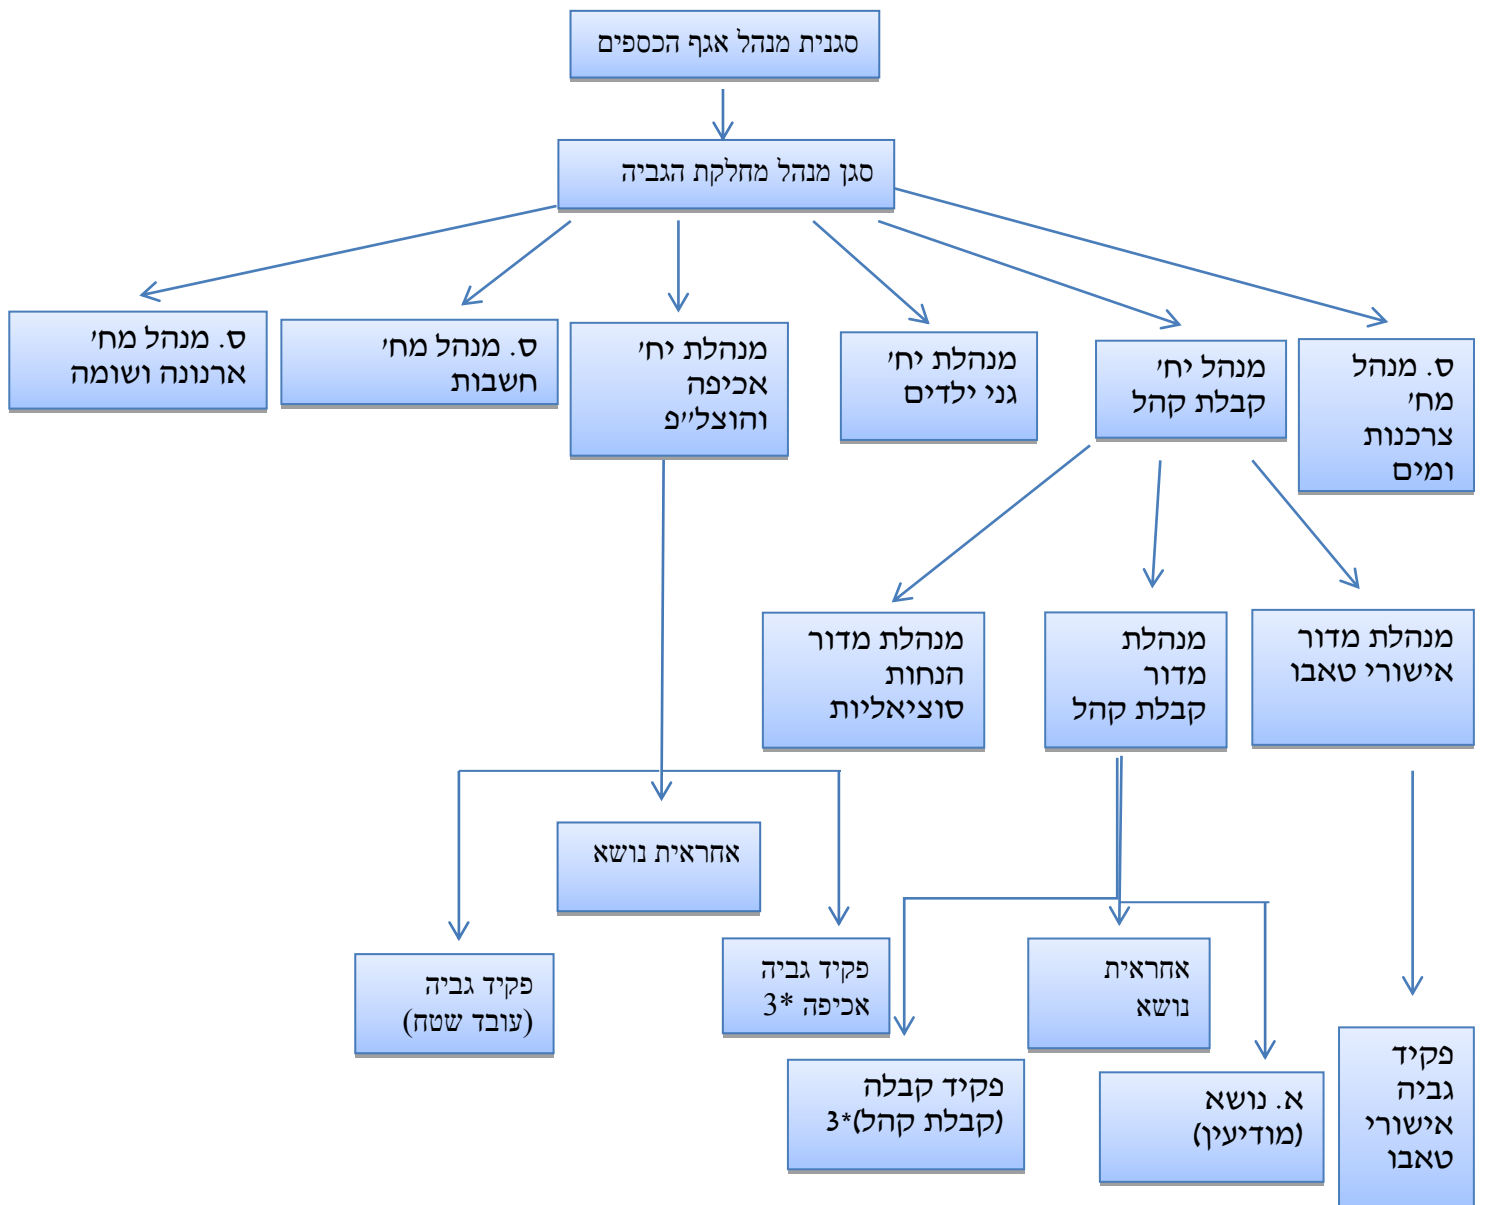 סגנית מנהל אגף הכספים
סגן מנהל מחלקת הגביה
ס. מנהל
מח'
צרכנות
ומים
מנהל יח'
קבלת קהל
מנהלת יח'
גני ילדים
מנהלת יח'
אכיפה
והוצל"פ
ס. מנהל מח'
חשבות
ס. מנהל מח'
ארנונה ושומה
מנהלת מדור
אישורי טאבו
מנהלת
מדור
קבלת קהל
מנהלת מדור
הנחות
סוציאליות
אחראית נושא
פקיד גביה
אכיפה *3
פקיד גביה
(עובד שטח)
אחראית
נושא
פקיד גביה
אישורי
טאבו
א. נושא
(מודיעין)
פקיד קבלה
(קבלת קהל)*3